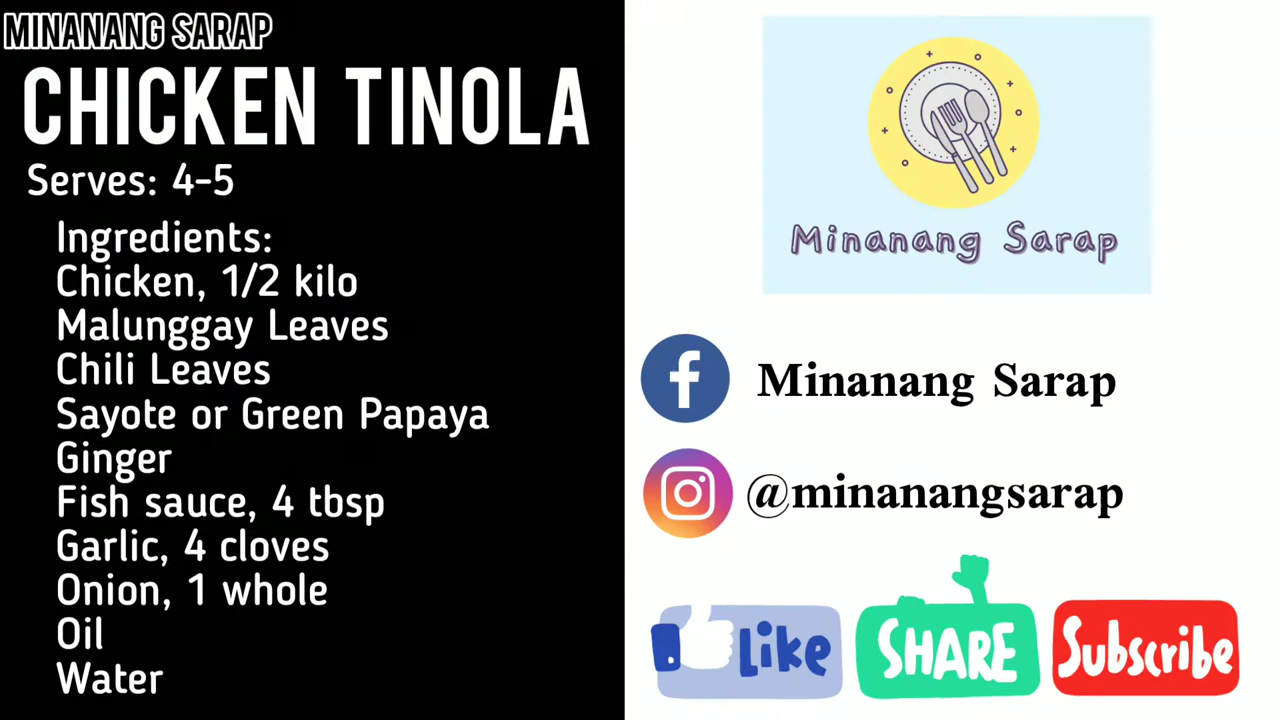 MINANANG SARAP
CHICKEN TINOLA
Serves: 4-5
Ingredients:
Chicken, 1/2 kilo
Malunggay Leaves
Chili Leaves
Sayote or Green Papaya
Ginger
Fish sauce, 4 tbsp
Garlic, 4 cloves
Onion, 1 whole
Oil
Water
Minanang Sarap
Minanang Sarap
@minanangsarap
Like
SHARE
Subscribe